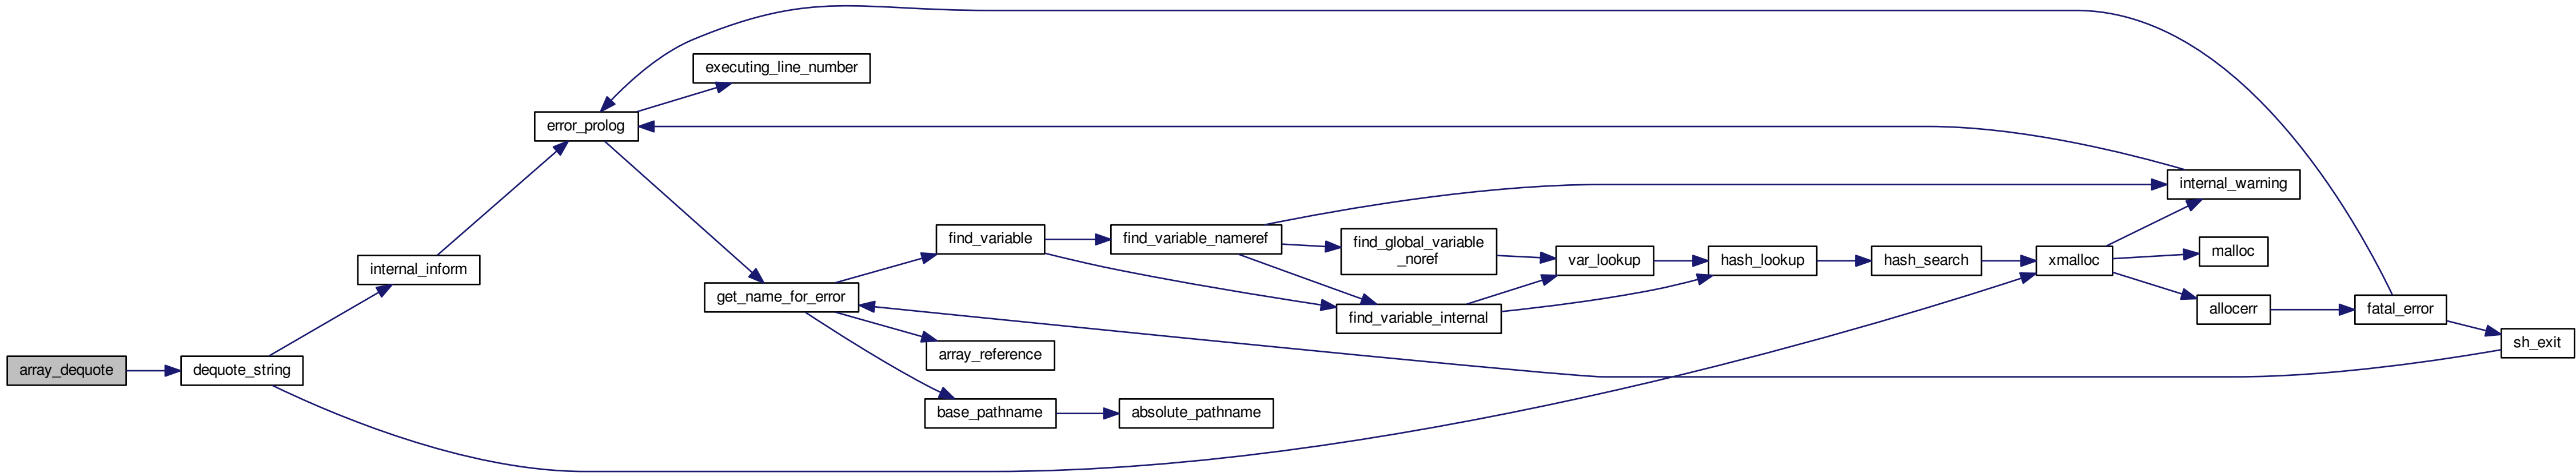 array_dequote
dequote_string
internal_inform
error_prolog
executing_line_number
get_name_for_error
find_variable
array_reference
base_pathname
find_variable_nameref
absolute_pathname
find_global_variable
_noref
find_variable_internal
var_lookup
hash_lookup
hash_search
xmalloc
internal_warning
malloc
allocerr
fatal_error
sh_exit